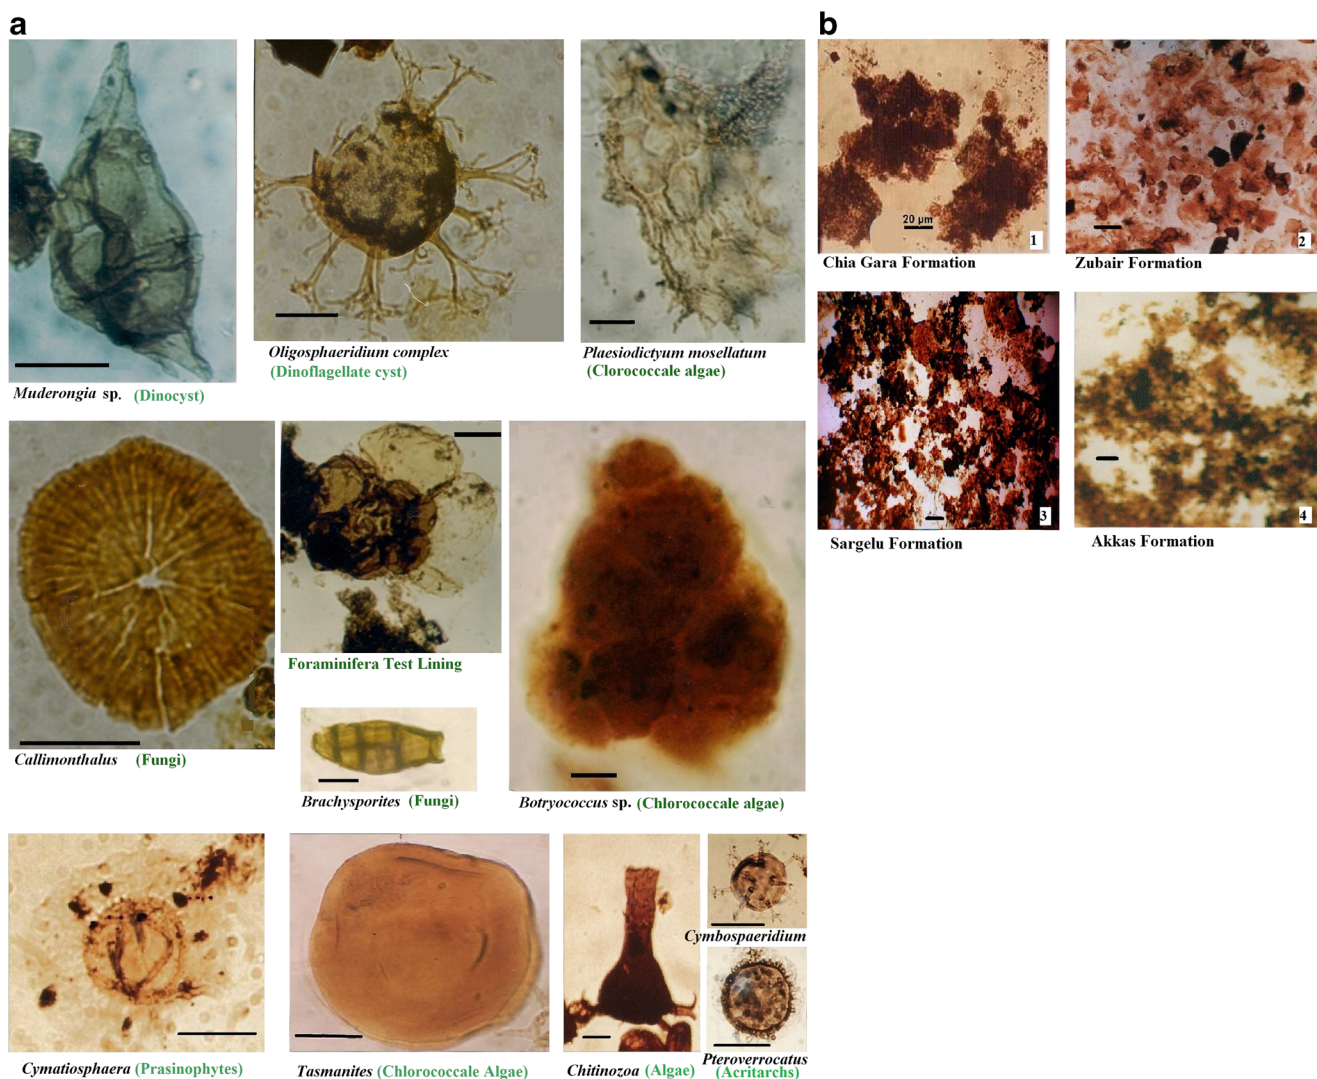 a
b
Muderongia sp. (Dinocyst)
Oligosphaeridium complex
(Dinoflagellate cyst)
Plaesiodictyum mosellatum
(Clorococcale algae)
20 µm
1
Chia Gara Formation
2
Zubair Formation
3
Sargelu Formation
4
Akkas Formation
Callimonthalus (Fungi)
Foraminifera Test Lining
Brachysporites (Fungi)
Botryococcus sp. (Chlorococcale algae)
Cymatiosphaera (Prasinophytes)
Tasmanites (Chlorococcale Algae)
Chitinozoa (Algae)
Cymbospaeridium
Pteroverrocatus
(Acritarchs)